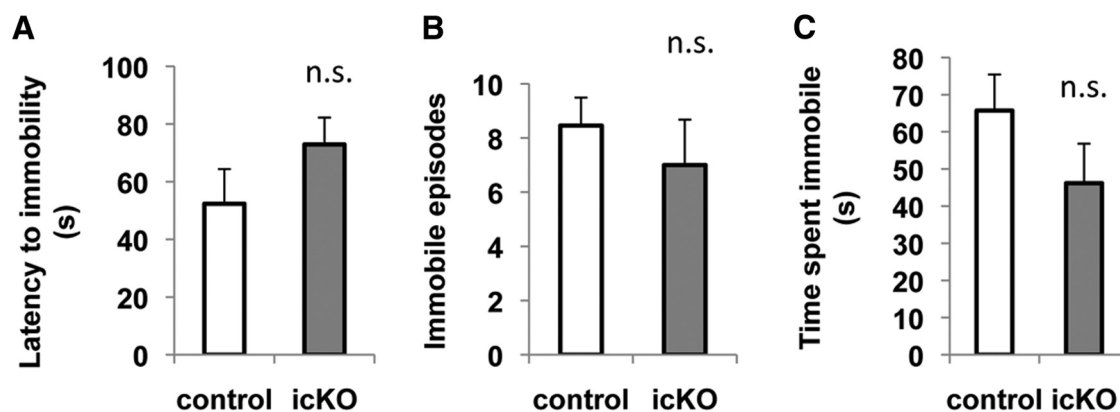 A
Latency to immobility
(s)
100
80
60
40
20
0
n.s.
control icKO
B
Immobile episodes
10
8
6
4
2
0
n.s.
control icKO
C
Time spent immobile
(s)
80
70
60
50
40
30
20
10
0
n.s.
control icKO